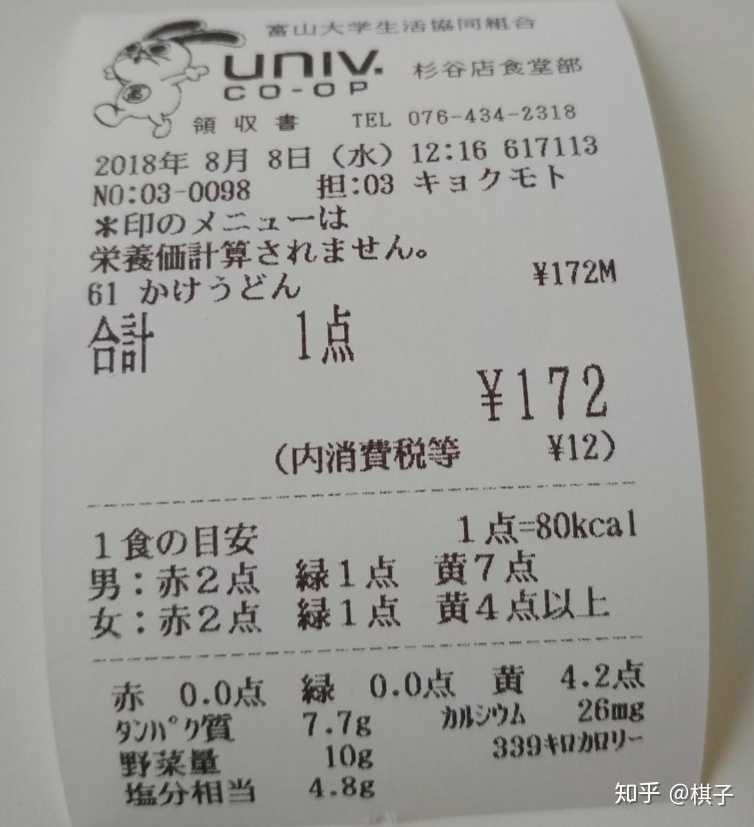 富山大学生活協同組合
UNIV. 杉谷店食堂部
CO-OP
領収書 TEL 076-434-2318
2018年 8月 8日 (水) 12:16 617113
NO:03-0098 担:03 キョクモト
*印のメニューは
栄養価計算されません。
61 かけうどん ¥172M
合計 1点
¥172
(内消費税等 ¥12)
1食の目安 1点=80kcal
男:赤2点 緑1点 黄7点
女:赤2点 緑1点 黄4点以上
赤 0.0点 緑 0.0点 黄 4.2点
タンパク質 7.7g カルシウム 26mg
野菜量 10g 339キロカロリー
塩分相当 4.8g
知乎 @棋子